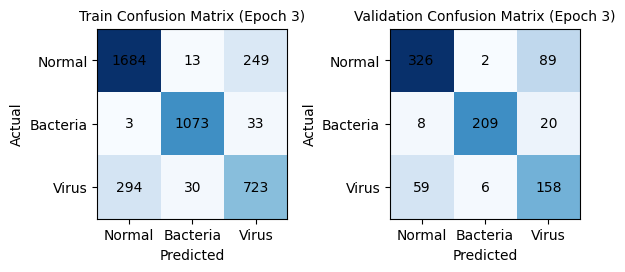 Train Confusion Matrix (Epoch 3)
Actual
Normal 1684 13 249
Bacteria 3 1073 33
Virus 294 30 723
Normal Bacteria Virus
Predicted
Validation Confusion Matrix (Epoch 3)
Actual
Normal 326 2 89
Bacteria 8 209 20
Virus 59 6 158
Normal Bacteria Virus
Predicted